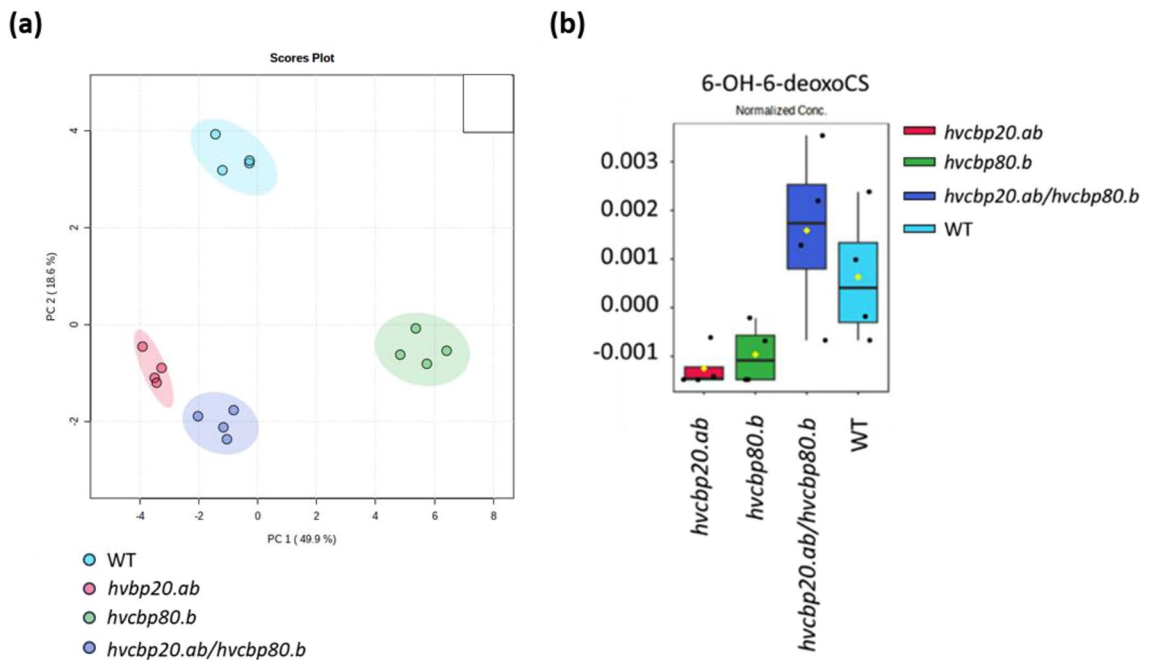 (a)
Scores Plot
4
2
0
-2
PC 2 ( 18.6 %)
-4
-2
0
2
4
6
8
PC 1 ( 49.9 %)
WT
hvbp20.ab
hvcbp80.b
hvcbp20.ab/hvcbp80.b
(b)
6-OH-6-deoxoCS
Normalized Conc.
0.003
0.002
0.001
0.000
-0.001
hvcbp20.ab
hvcbp80.b
hvcbp20.ab/hvcbp80.b
WT
hvcbp20.ab
hvcbp80.b
hvcbp20.ab/hvcbp80.b
WT